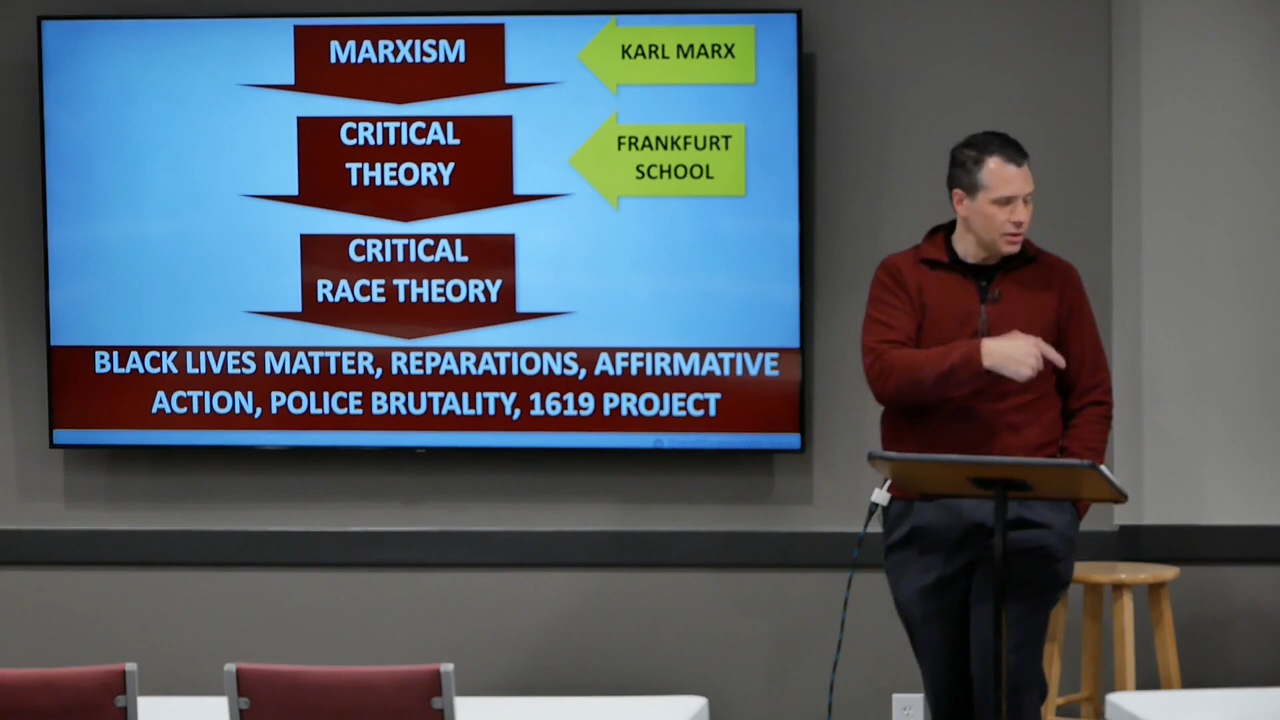 MARXISM
KARL MARX
CRITICAL
THEORY
FRANKFURT
SCHOOL
CRITICAL
RACE THEORY
BLACK LIVES MATTER, REPARATIONS, AFFIRMATIVE
ACTION, POLICE BRUTALITY, 1619 PROJECT